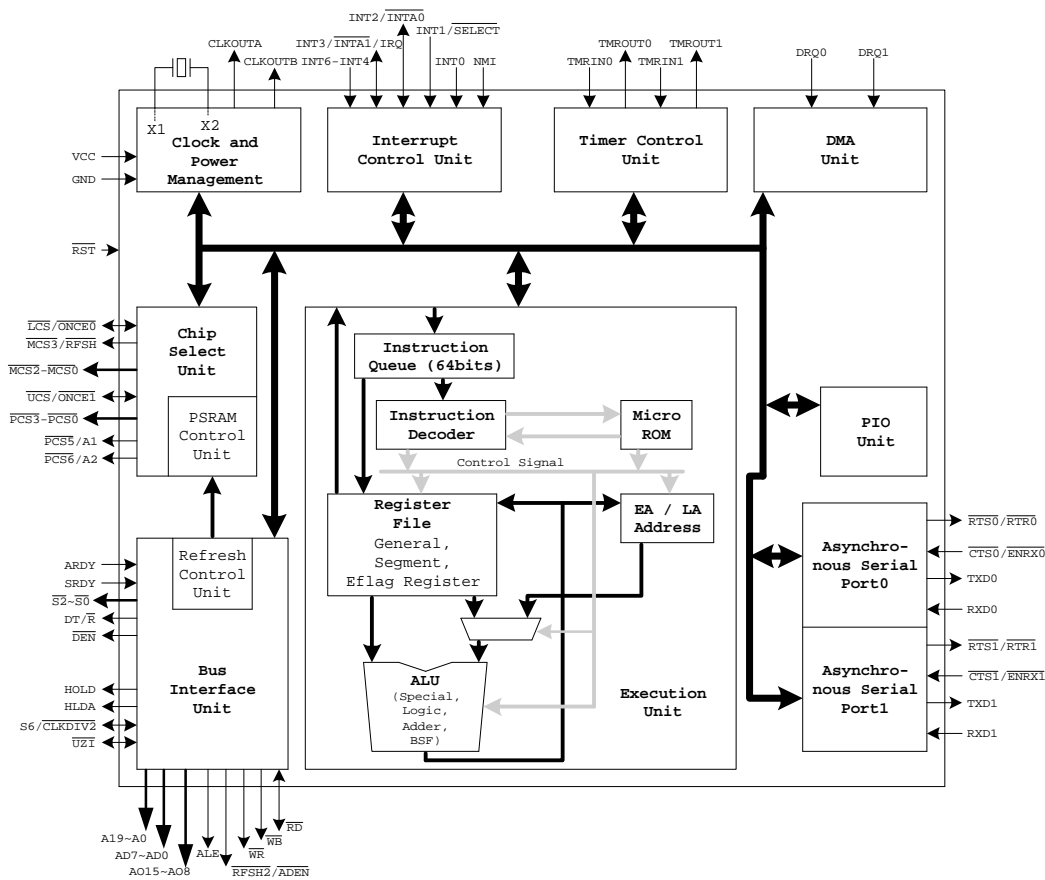 INT2/INTA0
INT3/INTA1/IRQ
INT1/SELECT
CLKOUTA
CLKOUTB
INT6-INT4
INT0
NMI
TMROUT0
TMROUT1
TMRIN0
TMRIN1
DRQ0
DRQ1
X1
X2
Clock and
Power
Management
Interrupt
Control Unit
Timer Control
Unit
DMA
Unit
VCC
GND
RST
LCS/ONCE0
MCS3/RFSH
MCS2-MCS0
UCS/ONCE1
PCS3-PCS0
PCS5/A1
PCS6/A2
Chip
Select
Unit
PSRAM
Control
Unit
Instruction
Queue (64bits)
Instruction
Decoder
Micro
ROM
Control Signal
Register
File
General,
Segment,
Eflag Register
EA / LA
Address
ALU
(Special,
Logic,
Adder,
BSF)
Execution
Unit
PIO
Unit
Refresh
Control
Unit
Bus
Interface
Unit
ARDY
SRDY
S2~S0
DT/R
DEN
HOLD
HLDA
S6/CLKDIV2
UZI
Asynchro-
nous Serial
Port0
RTS0/RTR0
CTS0/ENRX0
TXD0
RXD0
Asynchro-
nous Serial
Port1
RTS1/RTR1
CTS1/ENRX1
TXD1
RXD1
A19~A0
AD7~AD0
AO15~AO8
ALE
RFSH2/ADEN
WR
WB
RD